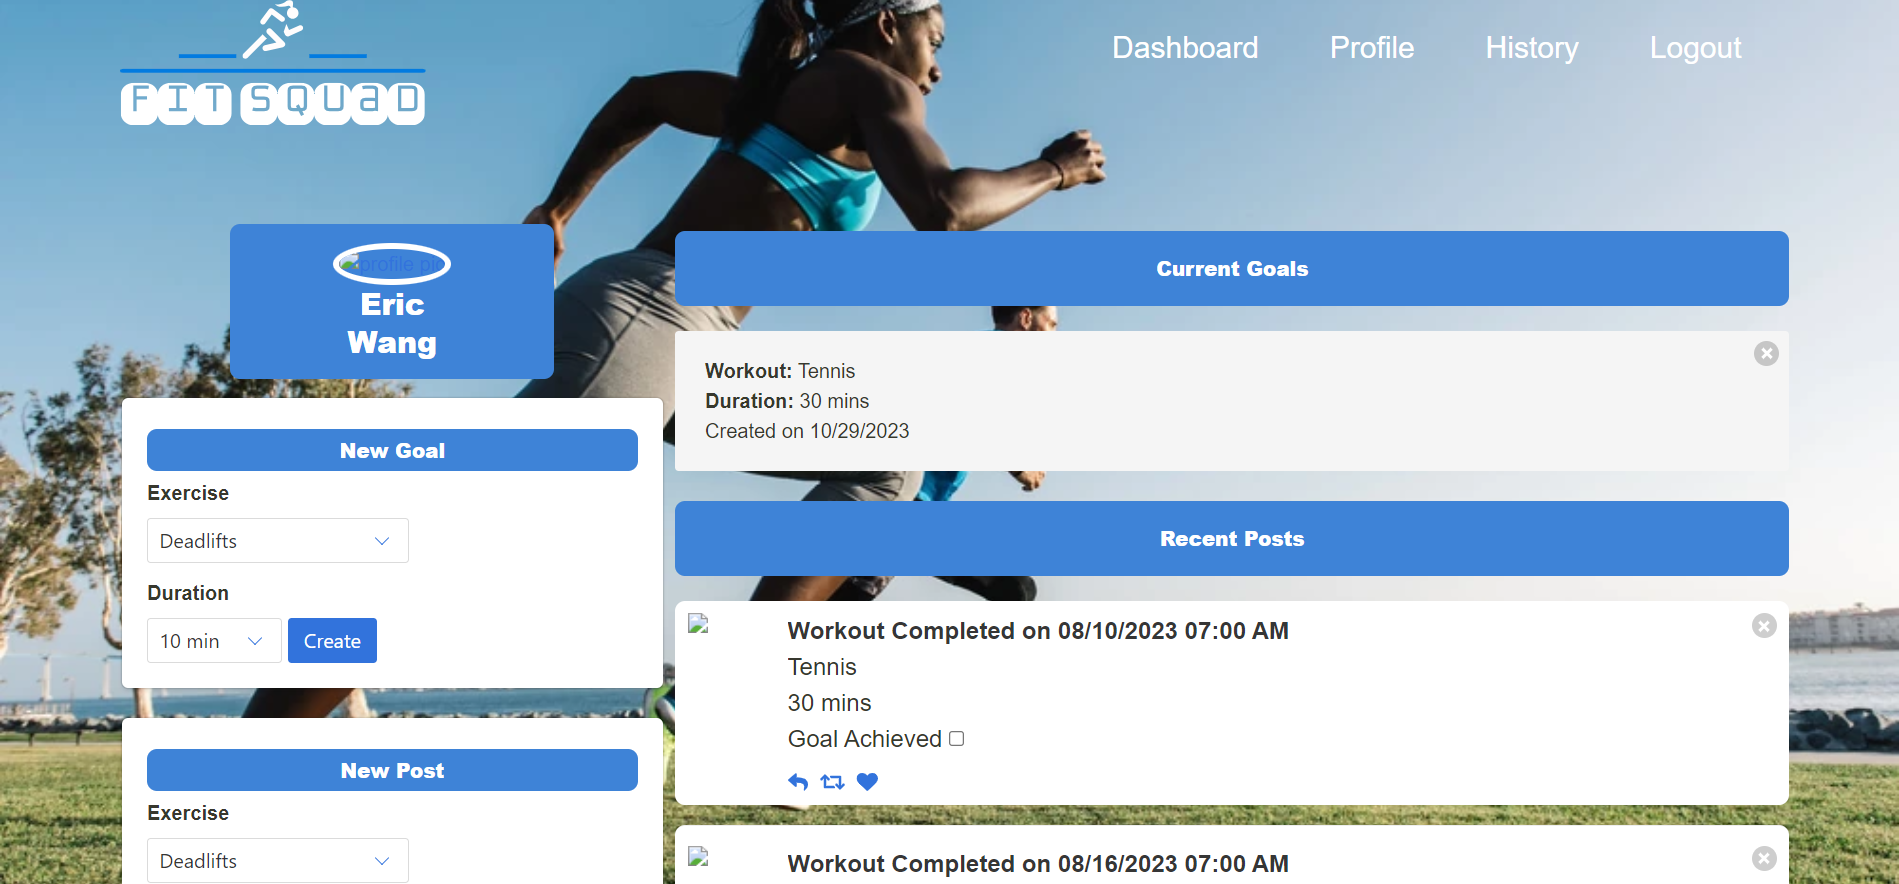 FIT SQUaD
Dashboard
Profile
History
Logout
profile pic
Eric
Wang
New Goal
Exercise
Deadlifts
Duration
10 min
Create
New Post
Exercise
Deadlifts
Current Goals
Workout: Tennis
Duration: 30 mins
Created on 10/29/2023
Recent Posts
Workout Completed on 08/10/2023 07:00 AM
Tennis
30 mins
Goal Achieved
Workout Completed on 08/16/2023 07:00 AM